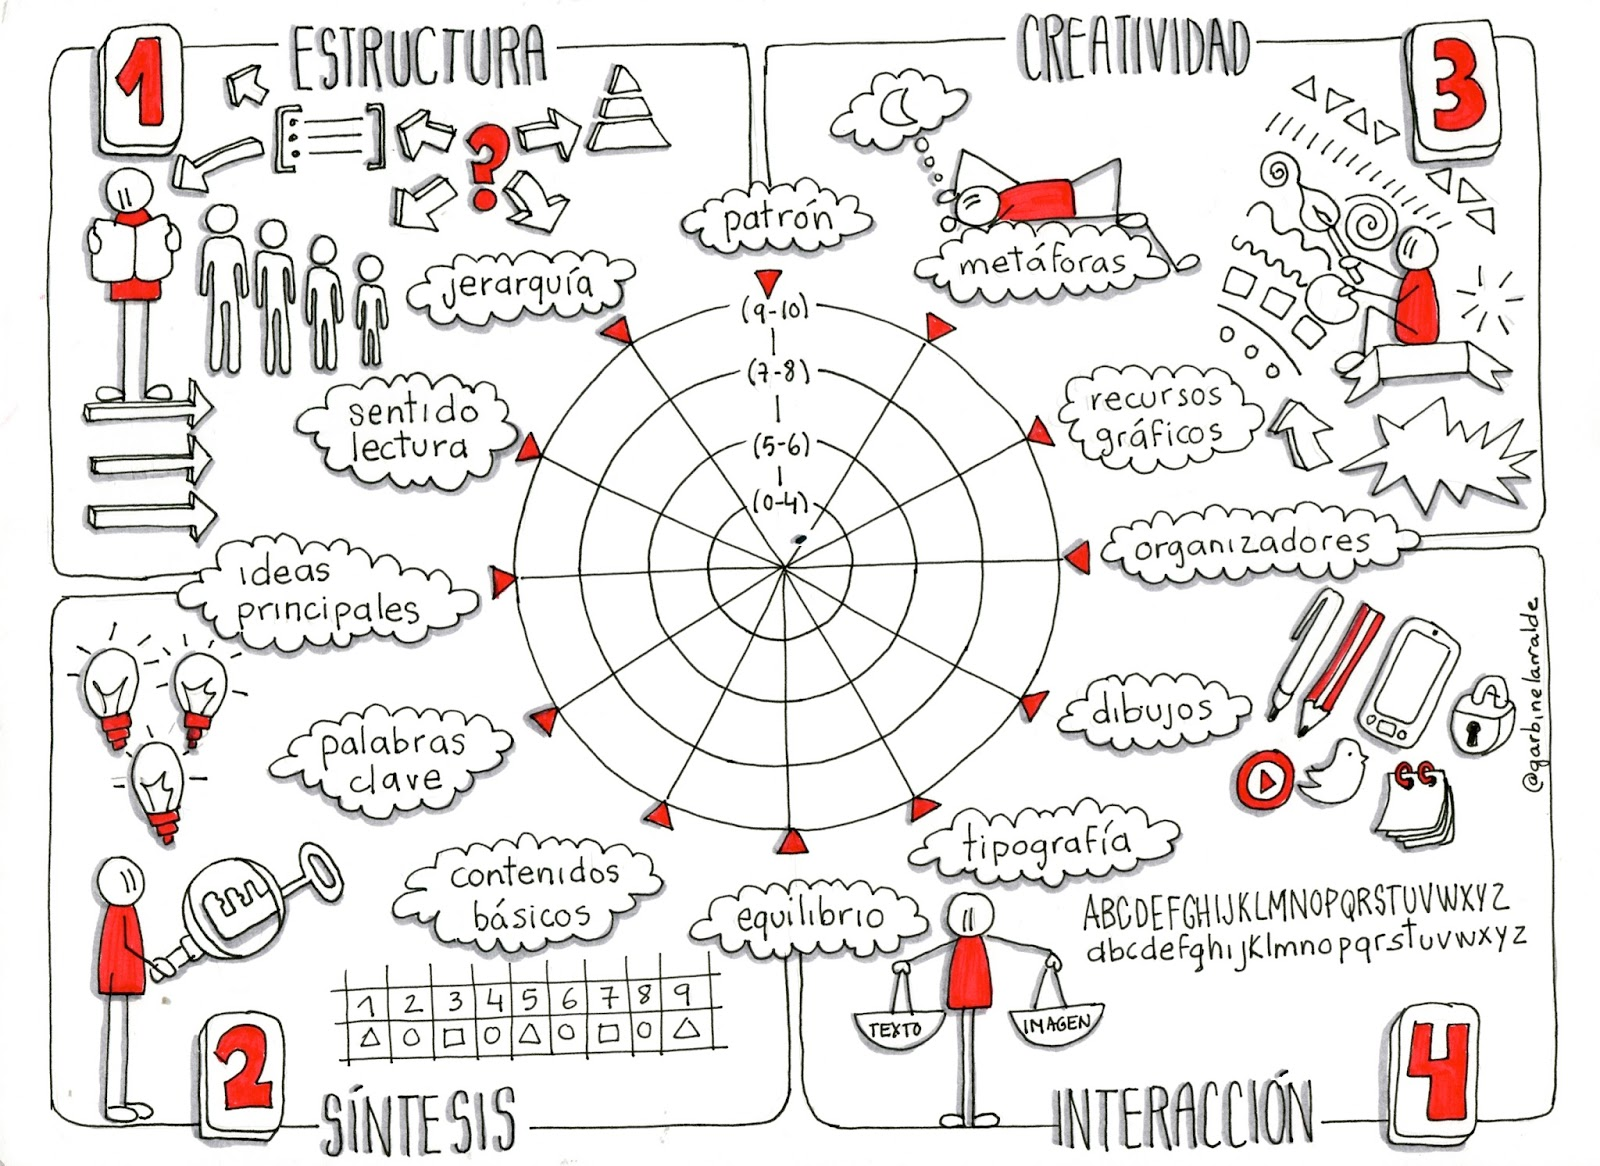 1
ESTRUCTURA
?
jerarquía
sentido
lectura
patrón
CREATIVIDAD
3
metáforas
recursos
gráficos
organizadores
(9-10)
(7-8)
(5-6)
(0-4)
ideas
principales
palabras
clave
contenidos
básicos
1 2 3 4 5 6 7 8 9
2
SÍNTESIS
dibujos
tipografía
equilibrio
ABCDEFGHIJKLMNOPQRSTUVWXYZ
abcdefghijklmnopqrstuvwxyz
TEXTO
IMAGEN
INTERACCIÓN
4
@garbinelarralde